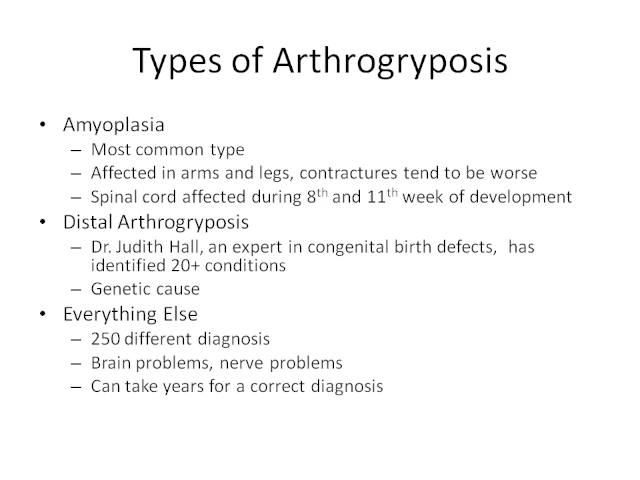 Types of Arthrogryposis
• Amyoplasia
– Most common type
– Affected in arms and legs, contractures tend to be worse
– Spinal cord affected during 8th and 11th week of development
• Distal Arthrogryposis
– Dr. Judith Hall, an expert in congenital birth defects, has
identified 20+ conditions
– Genetic cause
• Everything Else
– 250 different diagnosis
– Brain problems, nerve problems
– Can take years for a correct diagnosis